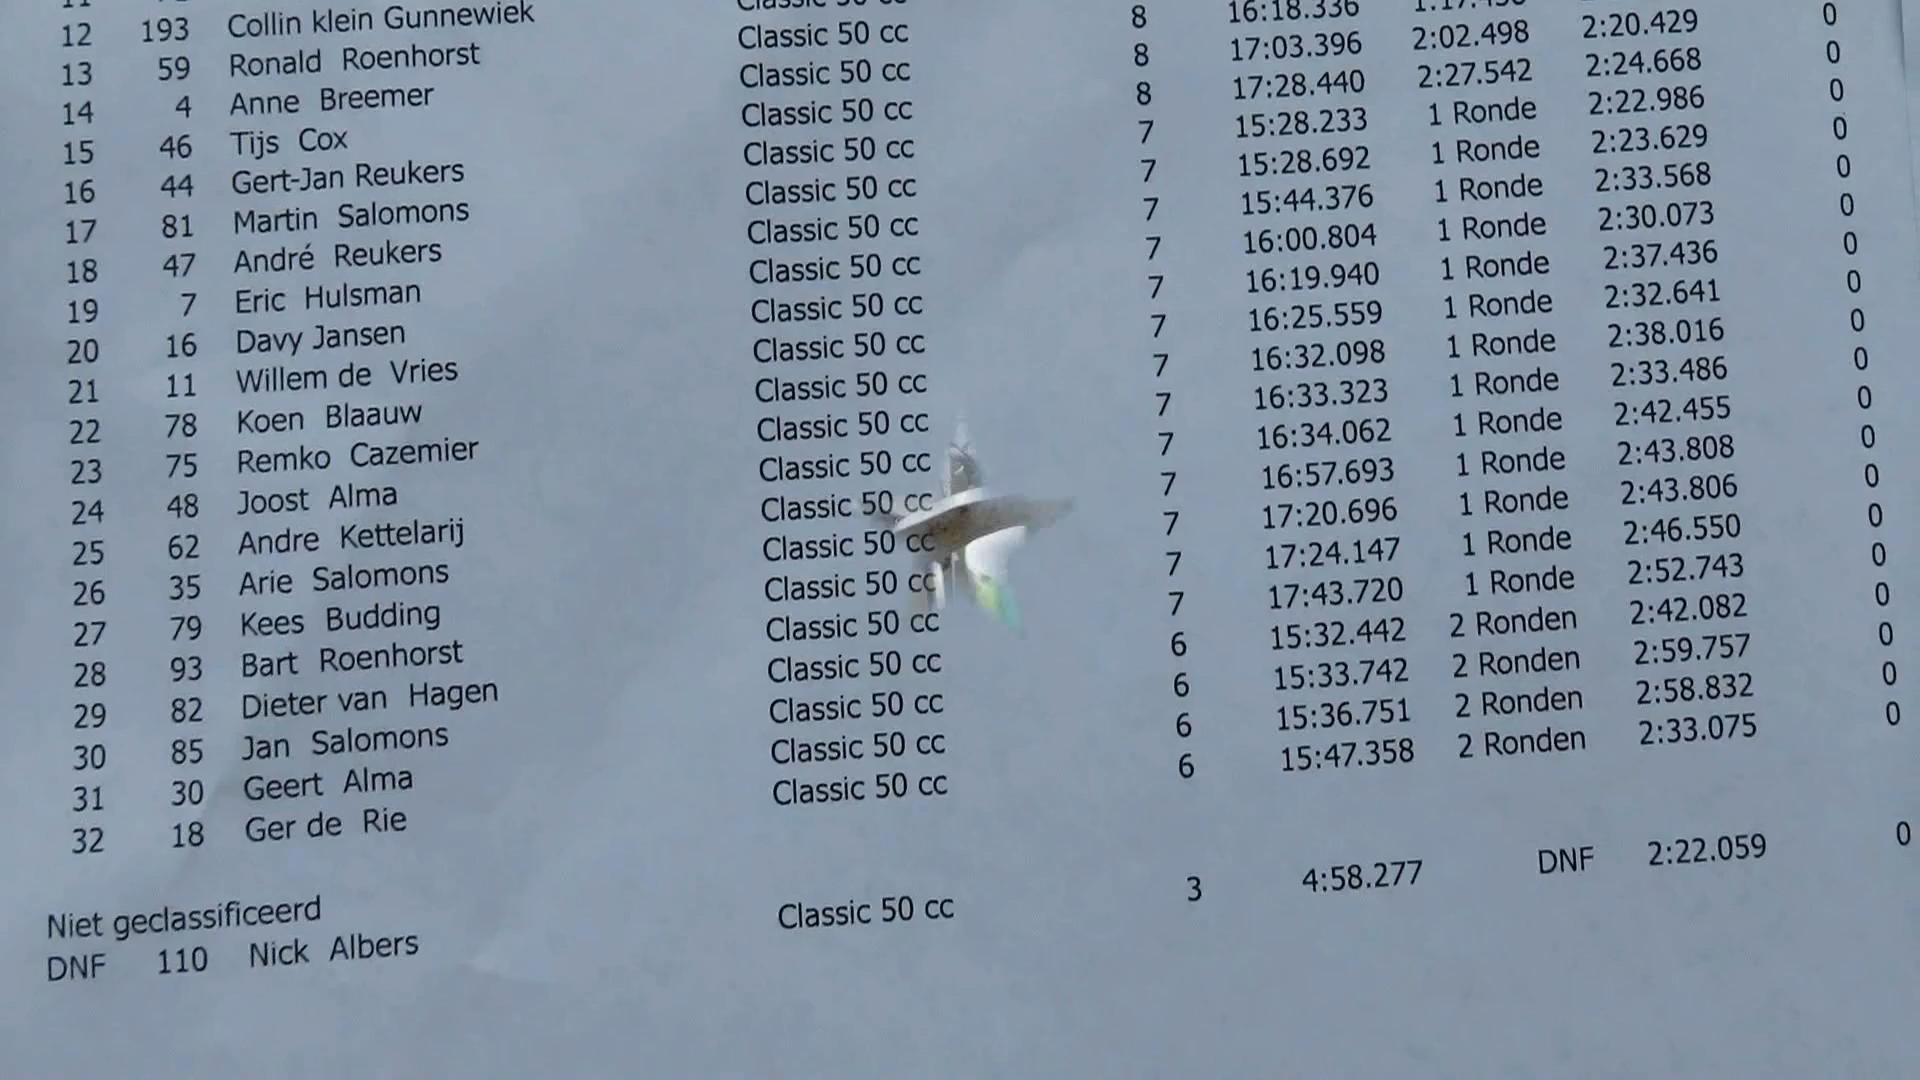 12 193 Collin klein Gunnewiek
13 59 Ronald Roenhorst Classic 50 cc 8 16:18.336
14 4 Anne Breemer Classic 50 cc 8 17:03.396 2:02.498 2:20.429 0
15 46 Tijs Cox Classic 50 cc 8 17:28.440 2:27.542 2:24.668 0
16 44 Gert-Jan Reukers Classic 50 cc 7 15:28.233 1 Ronde 2:22.986 0
17 81 Martin Salomons Classic 50 cc 7 15:28.692 1 Ronde 2:23.629 0
18 47 André Reukers Classic 50 cc 7 15:44.376 1 Ronde 2:33.568 0
19 7 Eric Hulsman Classic 50 cc 7 16:00.804 1 Ronde 2:30.073 0
20 16 Davy Jansen Classic 50 cc 7 16:19.940 1 Ronde 2:37.436 0
21 11 Willem de Vries Classic 50 cc 7 16:25.559 1 Ronde 2:32.641 0
22 78 Koen Blaauw Classic 50 cc 7 16:32.098 1 Ronde 2:38.016 0
23 75 Remko Cazemier Classic 50 cc 7 16:33.323 1 Ronde 2:33.486 0
24 48 Joost Alma Classic 50 cc 7 16:34.062 1 Ronde 2:42.455 0
25 62 Andre Kettelarij Classic 50 cc 7 16:57.693 1 Ronde 2:43.808 0
26 35 Arie Salomons Classic 50 cc 7 17:20.696 1 Ronde 2:43.806 0
27 79 Kees Budding Classic 50 cc 7 17:24.147 1 Ronde 2:46.550 0
28 93 Bart Roenhorst Classic 50 cc 7 17:43.720 1 Ronde 2:52.743 0
29 82 Dieter van Hagen Classic 50 cc 6 15:32.442 2 Ronden 2:42.082 0
30 85 Jan Salomons Classic 50 cc 6 15:33.742 2 Ronden 2:59.757 0
31 30 Geert Alma Classic 50 cc 6 15:36.751 2 Ronden 2:58.832 0
32 18 Ger de Rie Classic 50 cc 6 15:47.358 2 Ronden 2:33.075 0
Niet geclassificeerd
DNF 110 Nick Albers Classic 50 cc 3 4:58.277 DNF 2:22.059 0